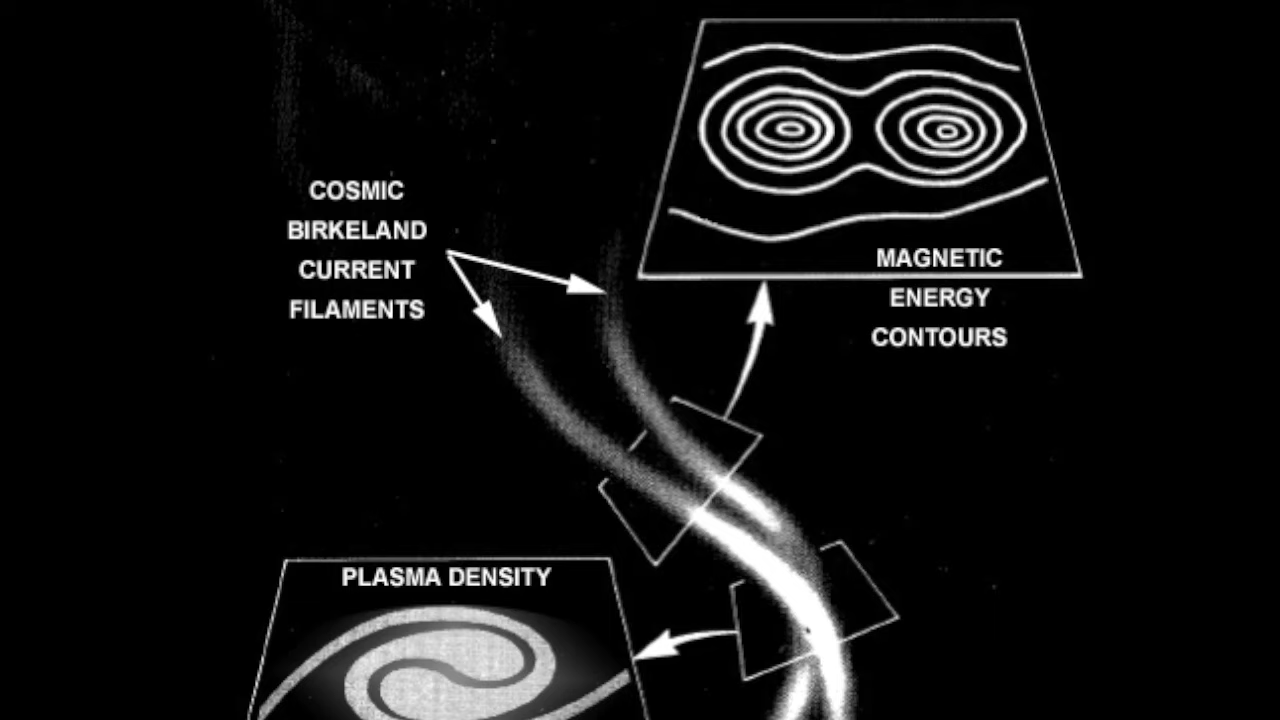 COSMIC
BIRKELAND
CURRENT
FILAMENTS
MAGNETIC
ENERGY
CONTOURS
PLASMA DENSITY